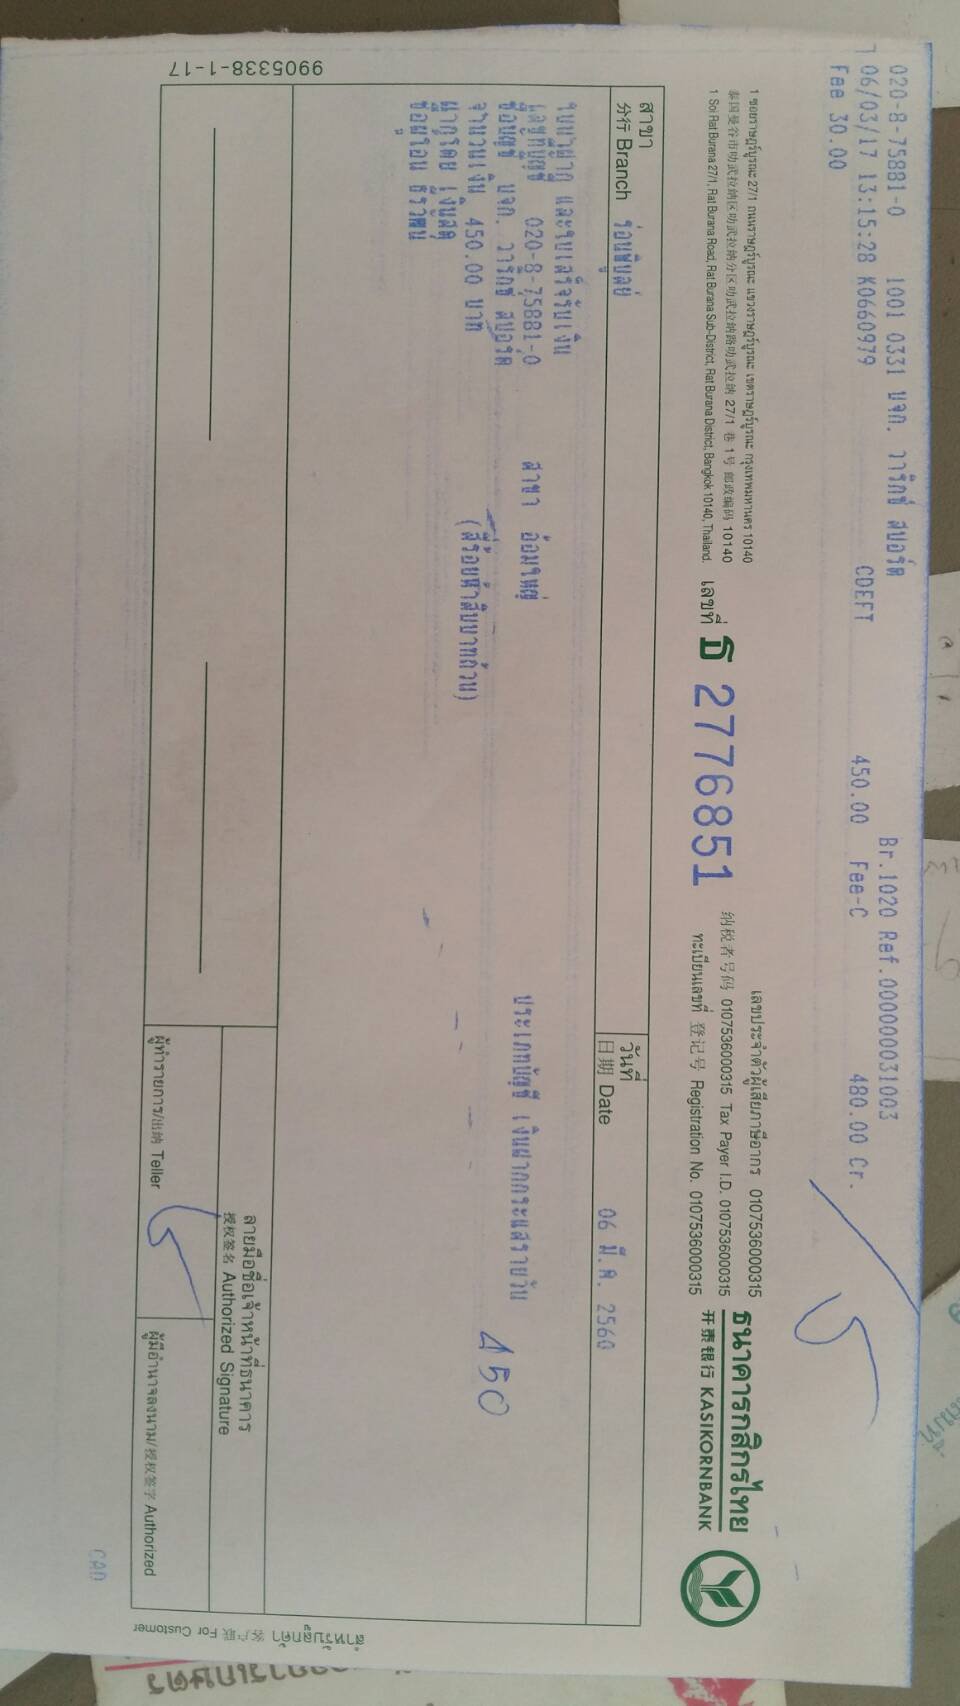 020-8-75881-0 1001 0331 บจก. วาริกซ์ สปอร์ต Br.1020 Ref.000000031003
06/03/17 13:15:28 K0660979 CDEFT 450.00 Fee-C 480.00 Cr.
Fee 30.00
ธนาคารกสิกรไทย
开泰银行 KASIKORNBANK
1 ซอยราษฎร์บูรณะ 27/1 ถนนราษฎร์บูรณะ แขวงราษฎร์บูรณะ เขตราษฎร์บูรณะ กรุงเทพมหานคร 10140
泰国曼谷市叻武拉纳区叻武拉纳分区叻武拉纳路叻武拉纳 27/1 巷 1号 邮政编码 10140
1 Soi Rat Burana 27/1, Rat Burana Road, Rat Burana Sub-District, Rat Burana District, Bangkok 10140, Thailand.
เลขที่ ธ 2776851
เลขประจำตัวผู้เสียภาษีอากร 0107536000315
纳税者号码 0107536000315 Tax Payer I.D. 0107536000315
ทะเบียนเลขที่ 登记号 Registration No. 0107536000315
สาขา
分行 Branch ร่อนพิบูลย์
วันที่
日期 Date 06 มี.ค. 2560
ใบนำฝาก และใบเสร็จรับเงิน
เลขที่บัญชี 020-8-75881-0 สาขา อ้อมใหญ่ ประเภทบัญชี เงินฝากกระแสรายวัน
ชื่อบัญชี บจก. วาริกซ์ สปอร์ต
จำนวนเงิน 450.00 บาท (สี่ร้อยห้าสิบบาทถ้วน) 450
ฝากโดย เงินสด
ชื่อผู้โอน ธีรวัฒน์
ลายมือชื่อเจ้าหน้าที่ธนาคาร
授权签名 Authorized Signature
ผู้ทำรายการ/出纳 Teller
ผู้มีอำนาจลงนาม/授权签字 Authorized
9905338-1-17
สำหรับลูกค้า 客户联 For Customer
CAD